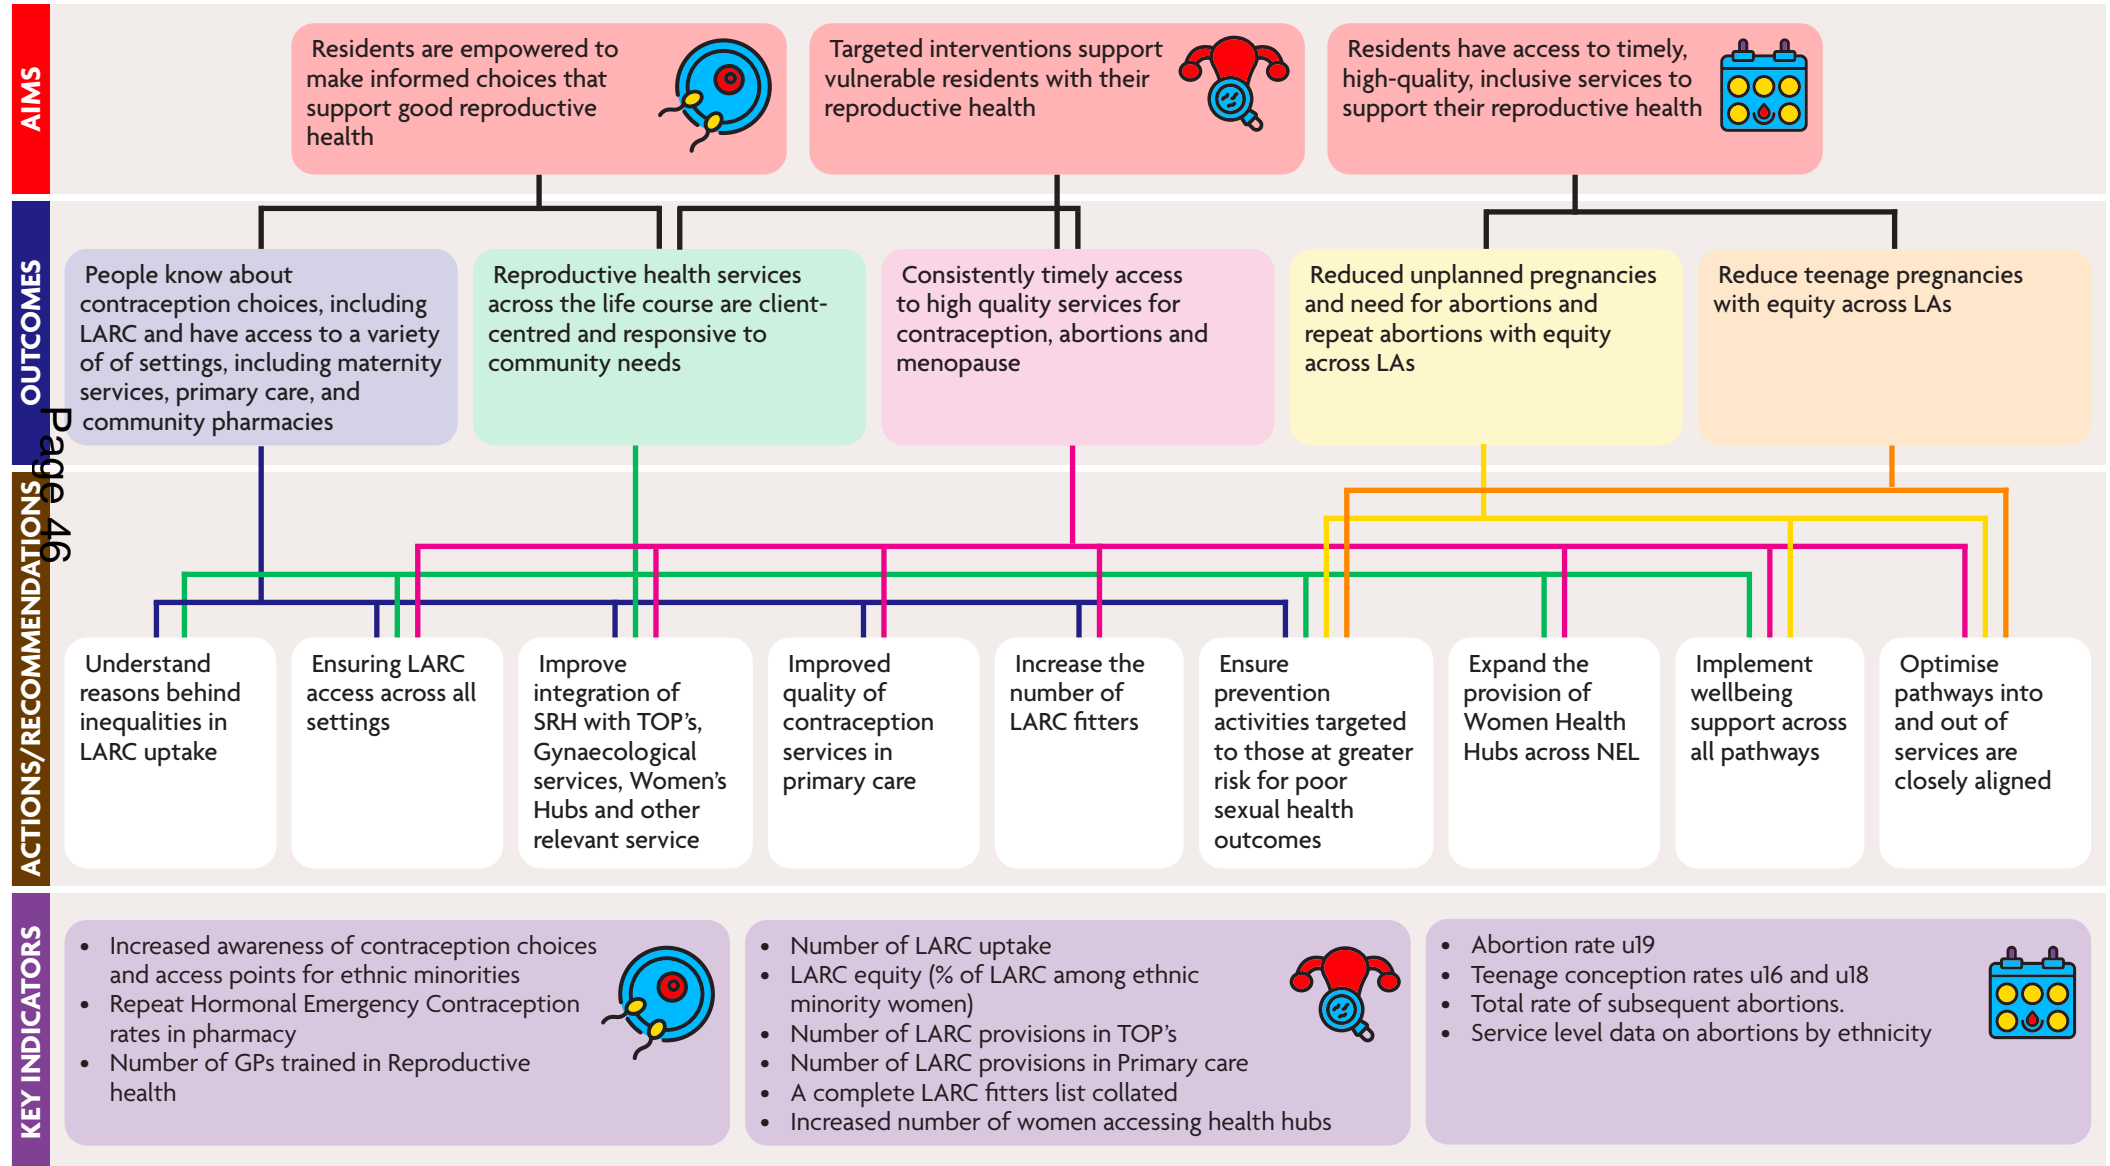 AIMS
Residents are empowered to
make informed choices that
support good reproductive
health
Targeted interventions support
vulnerable residents with their
reproductive health
Residents have access to timely,
high-quality, inclusive services to
support their reproductive health
OUTCOMES
People know about
contraception choices, including
LARC and have access to a variety
of of settings, including maternity
services, primary care, and
community pharmacies
Reproductive health services
across the life course are client-
centred and responsive to
community needs
Consistently timely access
to high quality services for
contraception, abortions and
menopause
Reduced unplanned pregnancies
and need for abortions and
repeat abortions with equity
across LAs
Reduce teenage pregnancies
with equity across LAs
Page 46
ACTIONS/RECOMMENDATIONS
Understand
reasons behind
inequalities in
LARC uptake
Ensuring LARC
access across all
settings
Improve
integration of
SRH with TOP's,
Gynaecological
services, Women's
Hubs and other
relevant service
Improved
quality of
contraception
services in
primary care
Increase the
number of
LARC fitters
Ensure
prevention
activities targeted
to those at greater
risk for poor
sexual health
outcomes
Expand the
provision of
Women Health
Hubs across NEL
Implement
wellbeing
support across
all pathways
Optimise
pathways into
and out of
services are
closely aligned
KEY INDICATORS
• Increased awareness of contraception choices
and access points for ethnic minorities
• Repeat Hormonal Emergency Contraception
rates in pharmacy
• Number of GPs trained in Reproductive
health
• Number of LARC uptake
• LARC equity (% of LARC among ethnic
minority women)
• Number of LARC provisions in TOP's
• Number of LARC provisions in Primary care
• A complete LARC fitters list collated
• Increased number of women accessing health hubs
• Abortion rate u19
• Teenage conception rates u16 and u18
• Total rate of subsequent abortions.
• Service level data on abortions by ethnicity